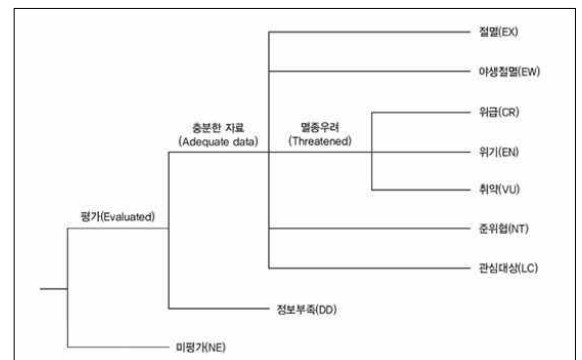 절멸(EX)
야생절멸(EW)
위급(CR)
충분한 자료
(Adequate data)
멸종우려
(Threatened)
위기(EN)
취약(VU)
평가(Evaluated)
준위협(NT)
관심대상(LC)
정보부족(DD)
미평가(NE)